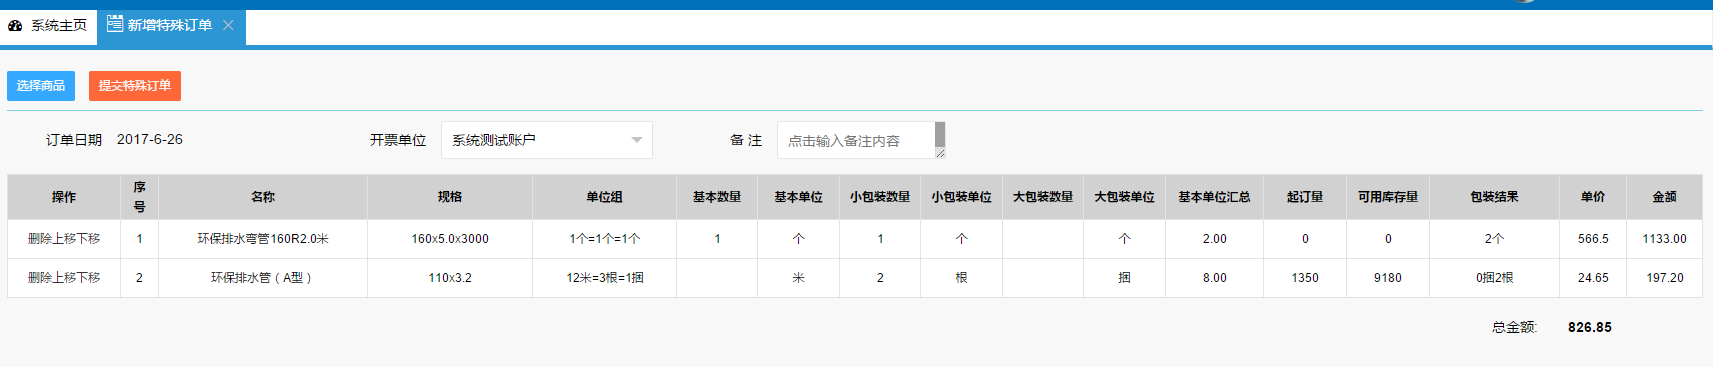 系统主页 新增特殊订单
选择商品 提交特殊订单
订单日期 2017-6-26 开票单位 系统测试账户 备 注 点击输入备注内容
操作 序号 名称 规格 单位组 基本数量 基本单位 小包装数量 小包装单位 大包装数量 大包装单位 基本单位汇总 起订量 可用库存量 包装结果 单价 金额
删除上移下移 1 环保排水弯管160R2.0米 160x5.0x3000 1个=1个=1个 1 个 1 个 个 2.00 0 0 2个 566.5 1133.00
删除上移下移 2 环保排水管（A型） 110x3.2 12米=3根=1捆 米 2 根 捆 8.00 1350 9180 0捆2根 24.65 197.20
总金额: 826.85